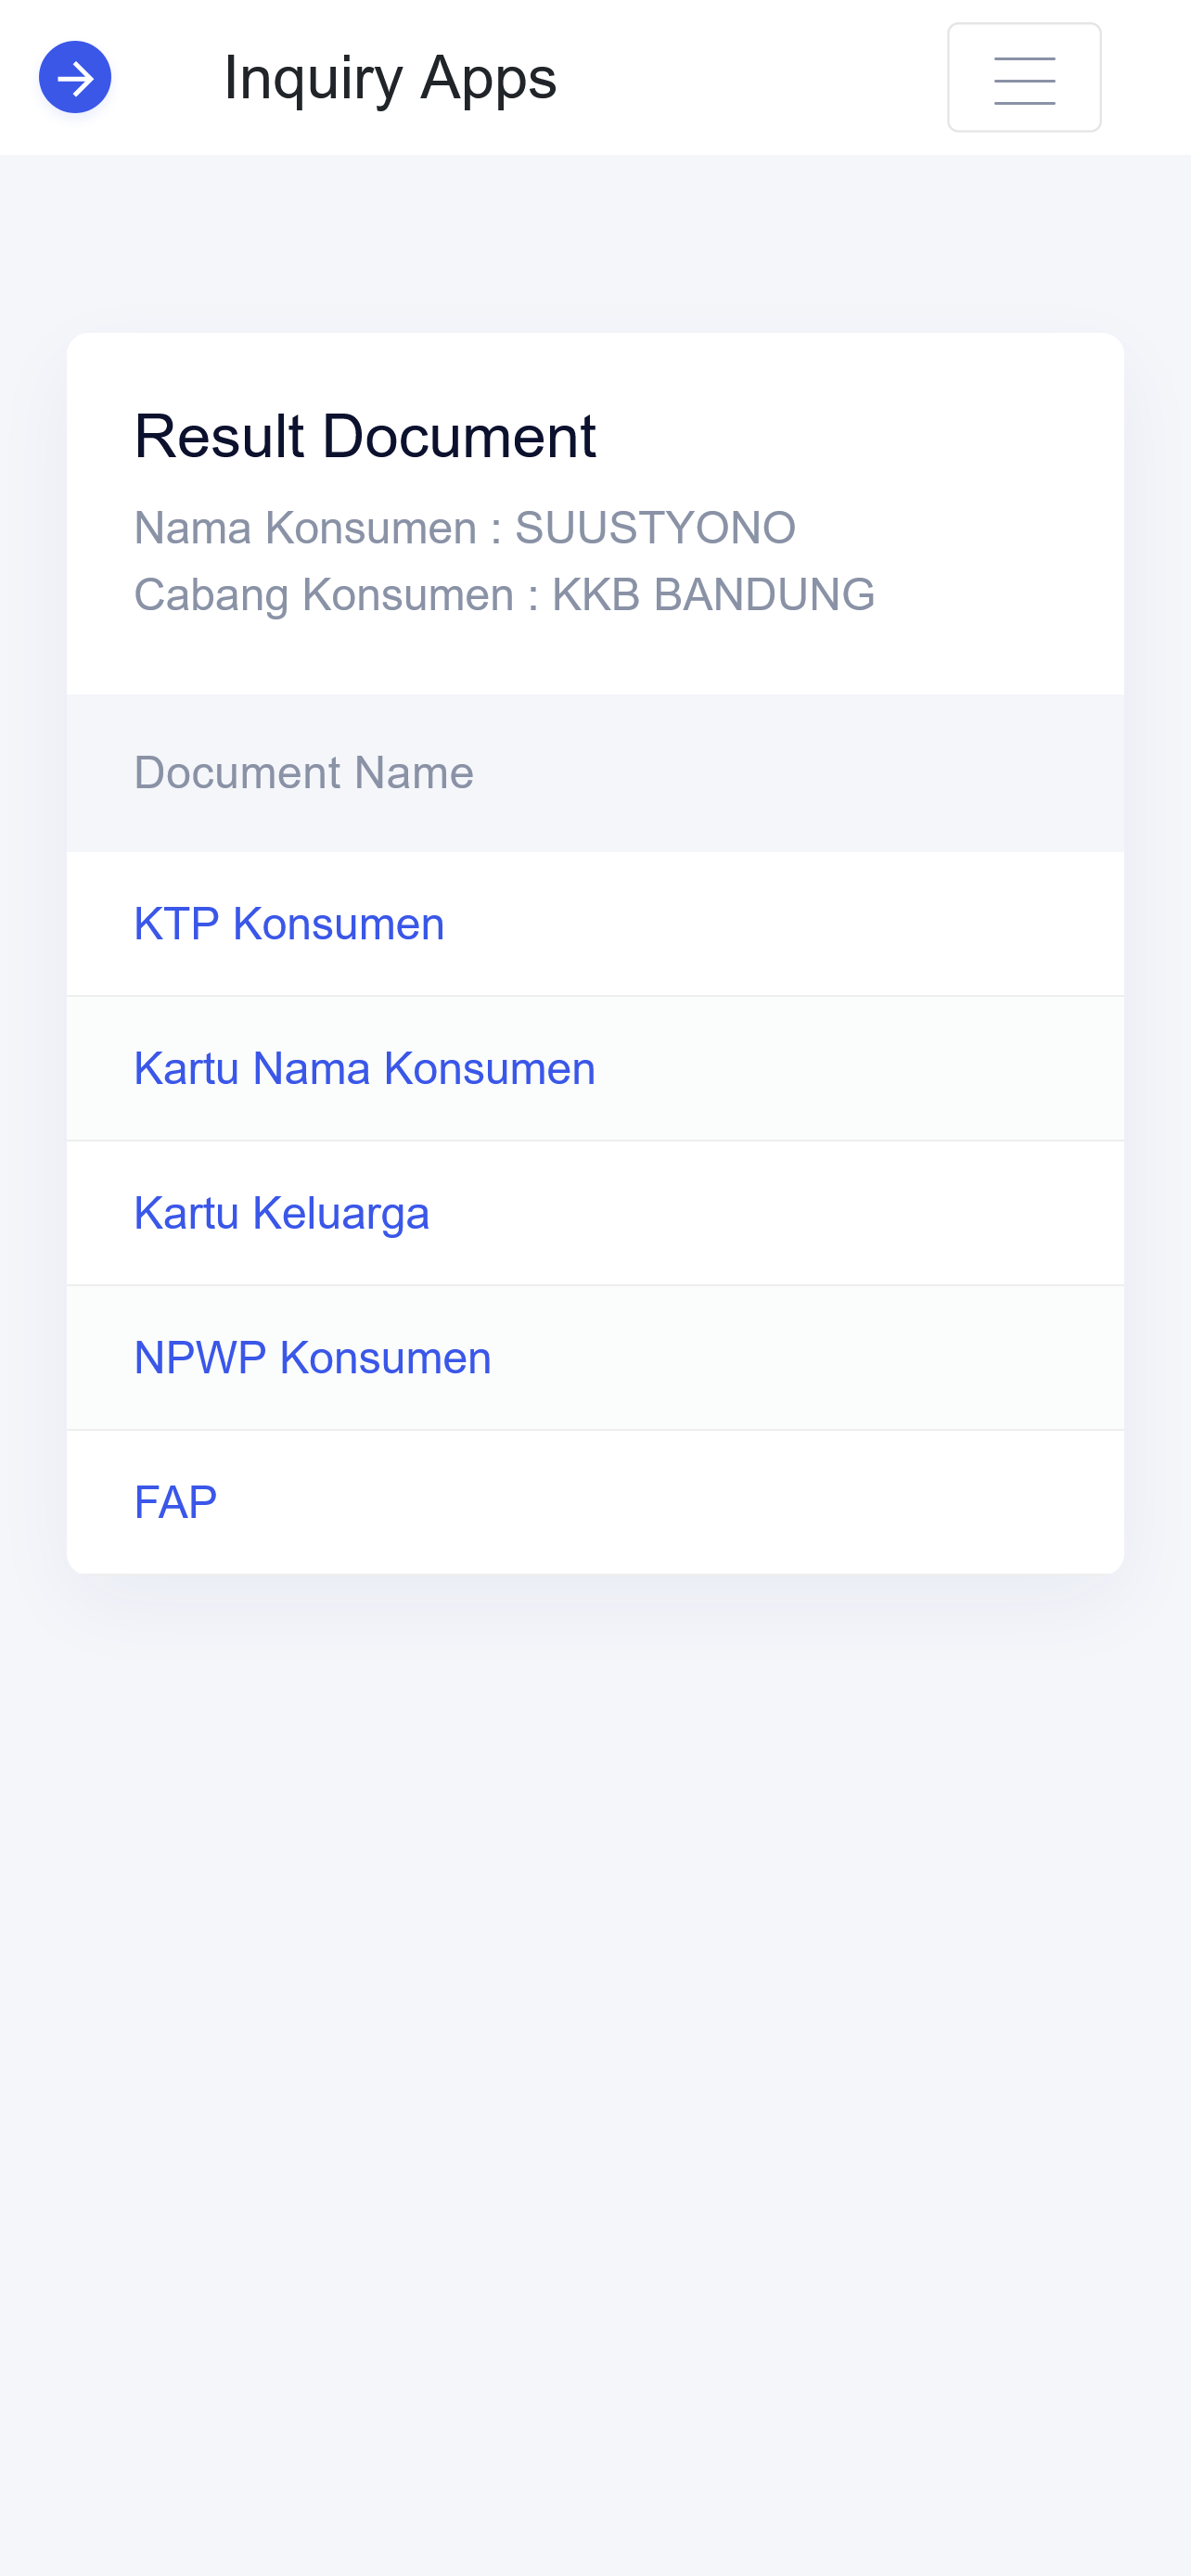 Inquiry Apps
Result Document
Nama Konsumen : SUUSTYONO
Cabang Konsumen : KKB BANDUNG
Document Name
KTP Konsumen
Kartu Nama Konsumen
Kartu Keluarga
NPWP Konsumen
FAP